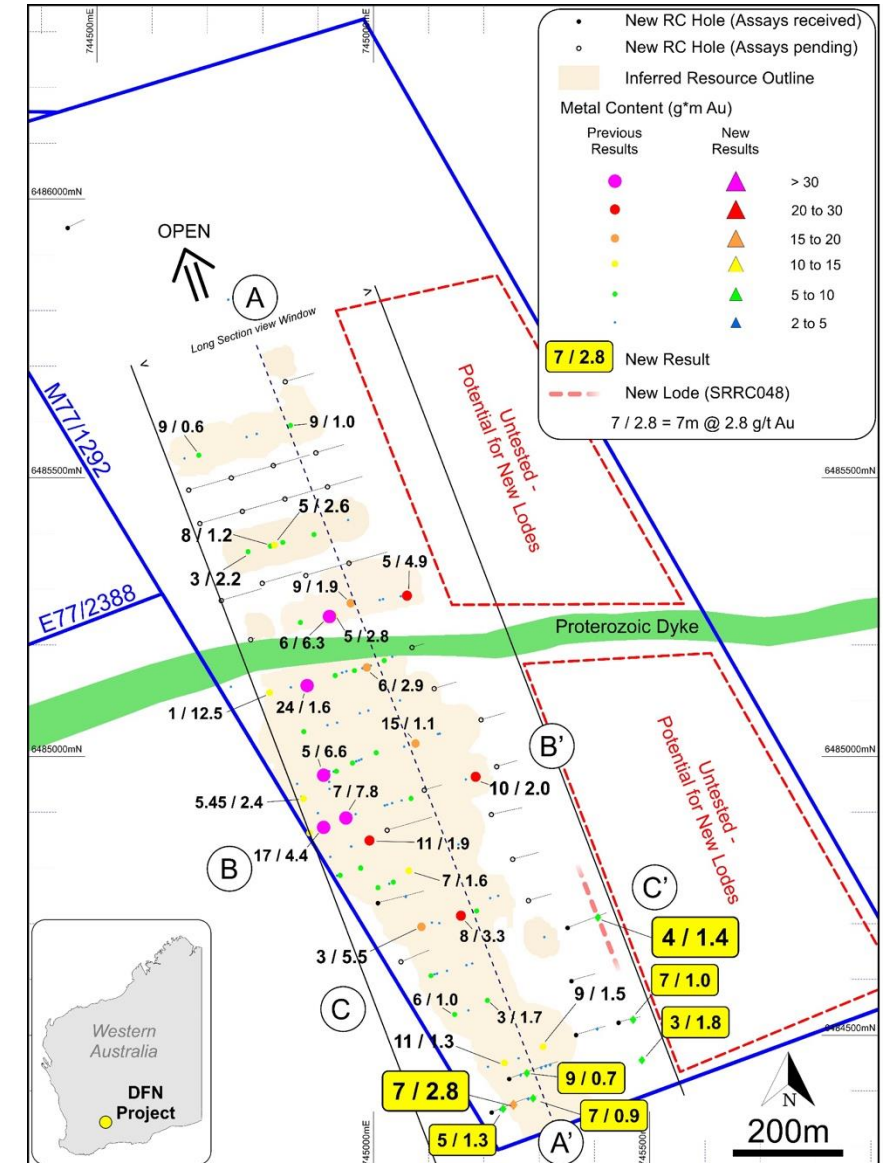 744500mE
745000mE
New RC Hole (Assays received)
New RC Hole (Assays pending)
Inferred Resource Outline
Metal Content (g*m Au)
Previous
Results
New
Results
> 30
20 to 30
15 to 20
10 to 15
5 to 10
2 to 5
7 / 2.8
New Result
New Lode (SRRC048)
7 / 2.8 = 7m @ 2.8 g/t Au
6486000mN
OPEN
A
Long Section view Window
V
V
Untested -
Potential for New Lodes
M77/1292
9 / 0.6
9 / 1.0
6485500mN
6485500mN
5 / 2.6
8 / 1.2
3 / 2.2
5 / 4.9
9 / 1.9
E77/2388
6 / 6.3
5 / 2.8
Proterozoic Dyke
6 / 2.9
24 / 1.6
1 / 12.5
15 / 1.1
Untested -
Potential for New Lodes
B'
6485000mN
6485000mN
5 / 6.6
7 / 7.8
10 / 2.0
5.45 / 2.4
17 / 4.4
11 / 1.9
B
7 / 1.6
C'
4 / 1.4
8 / 3.3
3 / 5.5
7 / 1.0
9 / 1.5
6 / 1.0
3 / 1.7
C
3 / 1.8
6484500mN
11 / 1.3
9 / 0.7
7 / 2.8
7 / 0.9
5 / 1.3
A'
Western
Australia
DFN
Project
N
200m
745000mE
745500mE